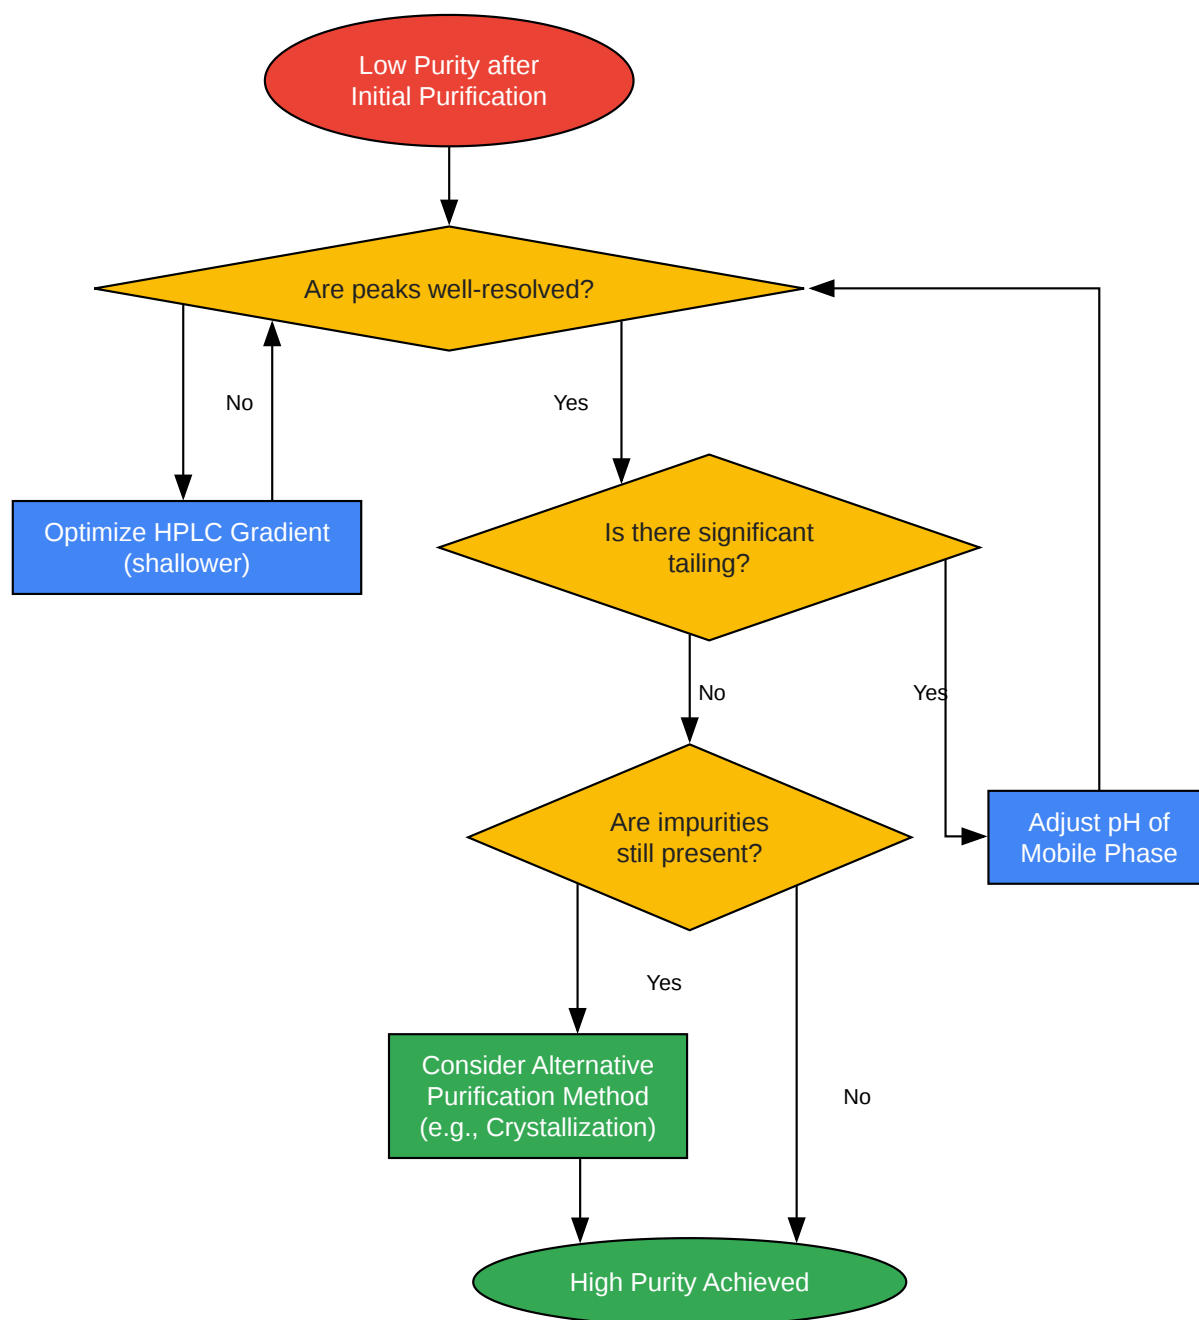 Low Purity after
Initial Purification
Are peaks well-resolved?
No
Yes
Optimize HPLC Gradient
(shallower)
Is there significant
tailing?
No
Yes
Are impurities
still present?
Adjust pH of
Mobile Phase
Yes
Consider Alternative
Purification Method
(e.g., Crystallization)
No
High Purity Achieved